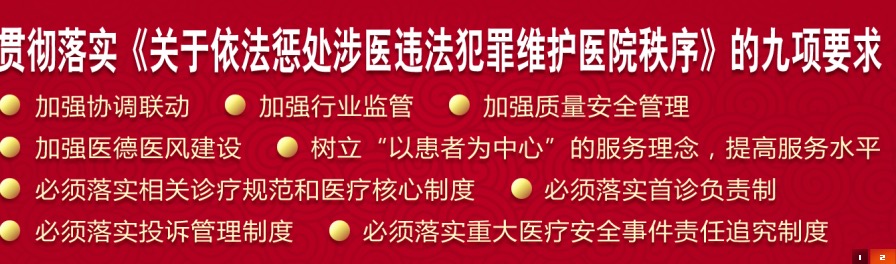 贯彻落实《关于依法惩处涉医违法犯罪维护医院秩序》的九项要求
加强协调联动 加强行业监管 加强质量安全管理
加强医德医风建设 树立“以患者为中心”的服务理念，提高服务水平
必须落实相关诊疗规范和医疗核心制度 必须落实首诊负责制
必须落实投诉管理制度 必须落实重大医疗安全事件责任追究制度
1 2